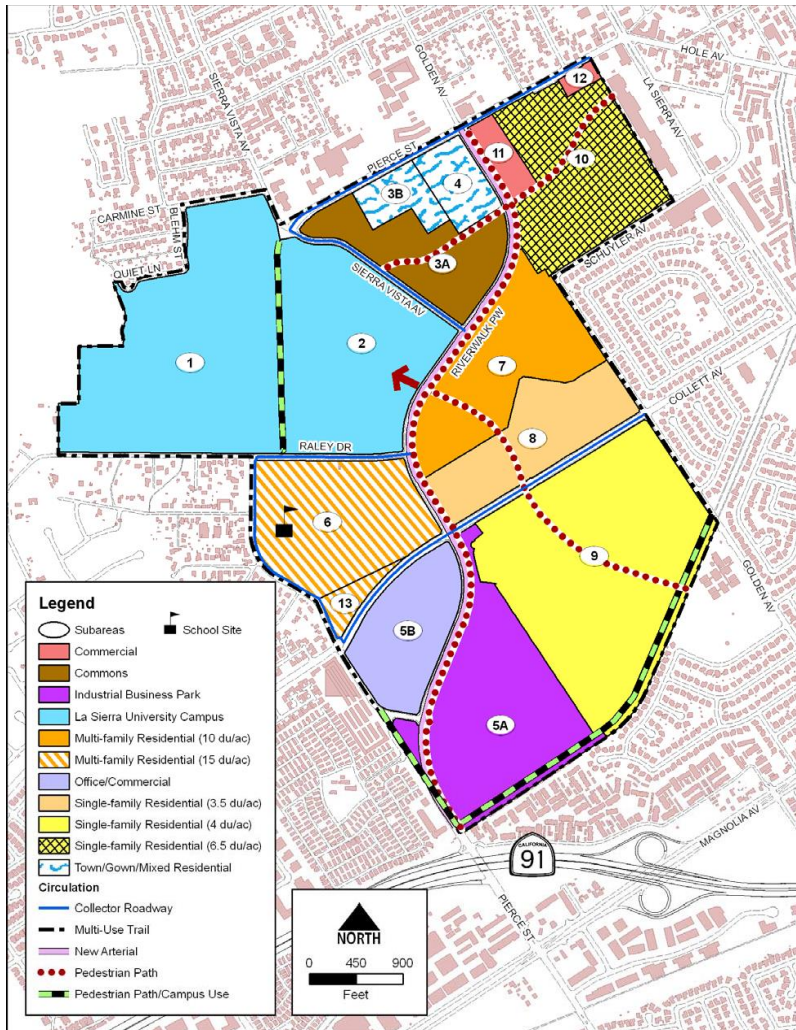 HOLE AV
GOLDEN AV
SIERRA VISTA AV
LA SIERRA AV
12
PIERCE ST
11
10
3B
4
CARMINE ST
BLEHM ST
SCHUYLER AV
3A
QUIET LN
SIERRA VISTA AV
RIVERWALK PW
1
2
7
COLLETT AV
8
RALEY DR
6
9
GOLDEN AV
13
5B
5A
Legend
Subareas
School Site
Commercial
Commons
Industrial Business Park
La Sierra University Campus
Multi-family Residential (10 du/ac)
Multi-family Residential (15 du/ac)
Office/Commercial
Single-family Residential (3.5 du/ac)
Single-family Residential (4 du/ac)
Single-family Residential (6.5 du/ac)
Town/Gown/Mixed Residential
Circulation
Collector Roadway
Multi-Use Trail
New Arterial
Pedestrian Path
Pedestrian Path/Campus Use
MAGNOLIA AV
CALIFORNIA
91
PIERCE ST
NORTH
0 450 900
Feet